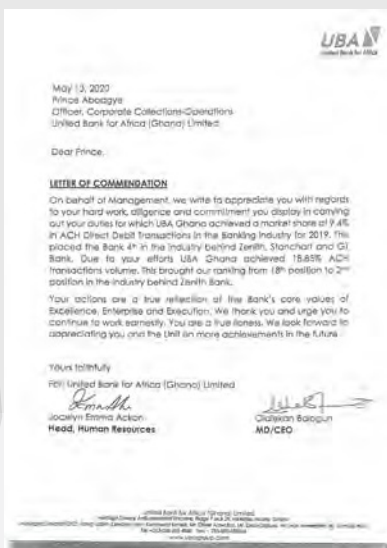 UBA
United Bank for Africa
May 13, 2020
Prince Aboagye
Officer, Corporate Collections-Operations
United Bank for Africa (Ghana) Limited
Dear Prince,
LETTER OF COMMENDATION
On behalf of Management, we write to appreciate you with regards
to your hard work, diligence and commitment you display in carrying
out your duties for which UBA Ghana achieved a market share of 9.4%
in ACH Direct Debit Transactions in the Banking Industry for 2019. This
placed the Bank 4th in the industry behind Zenith, Stanchart and GT
Bank. Due to your efforts UBA Ghana achieved 15.85% ACH
transactions volume. This brought our ranking from 18th position to 2nd
position in the industry behind Zenith Bank.
Your actions are a true reflection of the Bank's core values of
Excellence, Enterprise and Execution. We thank you and urge you to
continue to work earnestly. You are a true lioness. We look forward to
appreciating you and the Unit on more achievements in the future
Yours faithfully
For: United Bank for Africa (Ghana) Limited
Jocelyn Emma Ackon
Olalekan Balogun
Head, Human Resources
MD/CEO
United Bank for Africa (Ghana) Limited
www.ubagroup.com